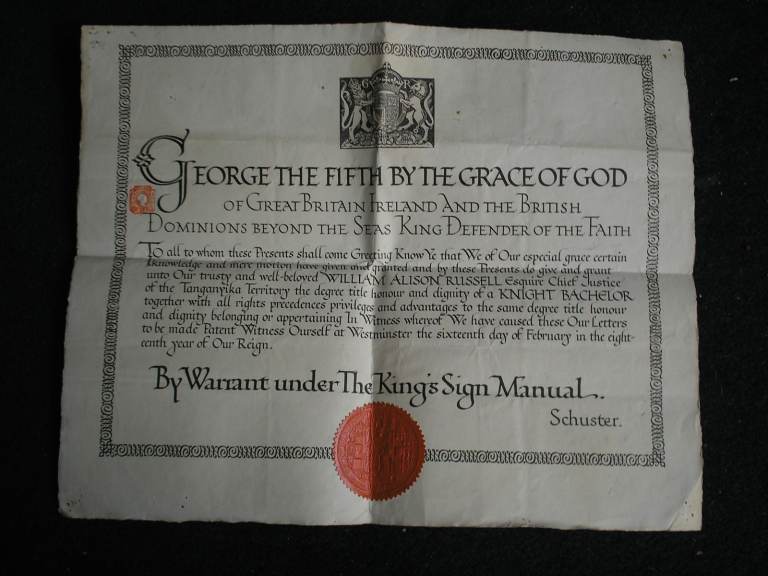 GEORGE THE FIFTH BY THE GRACE OF GOD
OF GREAT BRITAIN IRELAND AND THE BRITISH
DOMINIONS BEYOND THE SEAS KING DEFENDER OF THE FAITH
TO all to whom these Presents shall come Greeting Know Ye that We of Our especial grace certain
knowledge and mere motion have given and granted and by these Presents do give and grant
unto Our trusty and well-beloved WILLIAM ALISON RUSSELL Esquire Chief Justice
of the Tanganyika Territory the degree title honour and dignity of a KNIGHT BACHELOR
together with all rights precedences privileges and advantages to the same degree title honour
and dignity belonging or appertaining In Witness whereof We have caused these Our Letters
to be made Patent Witness Ourself at Westminster the sixteenth day of February in the eight-
eenth year of Our Reign.
By Warrant under The King's Sign Manual.
Schuster.